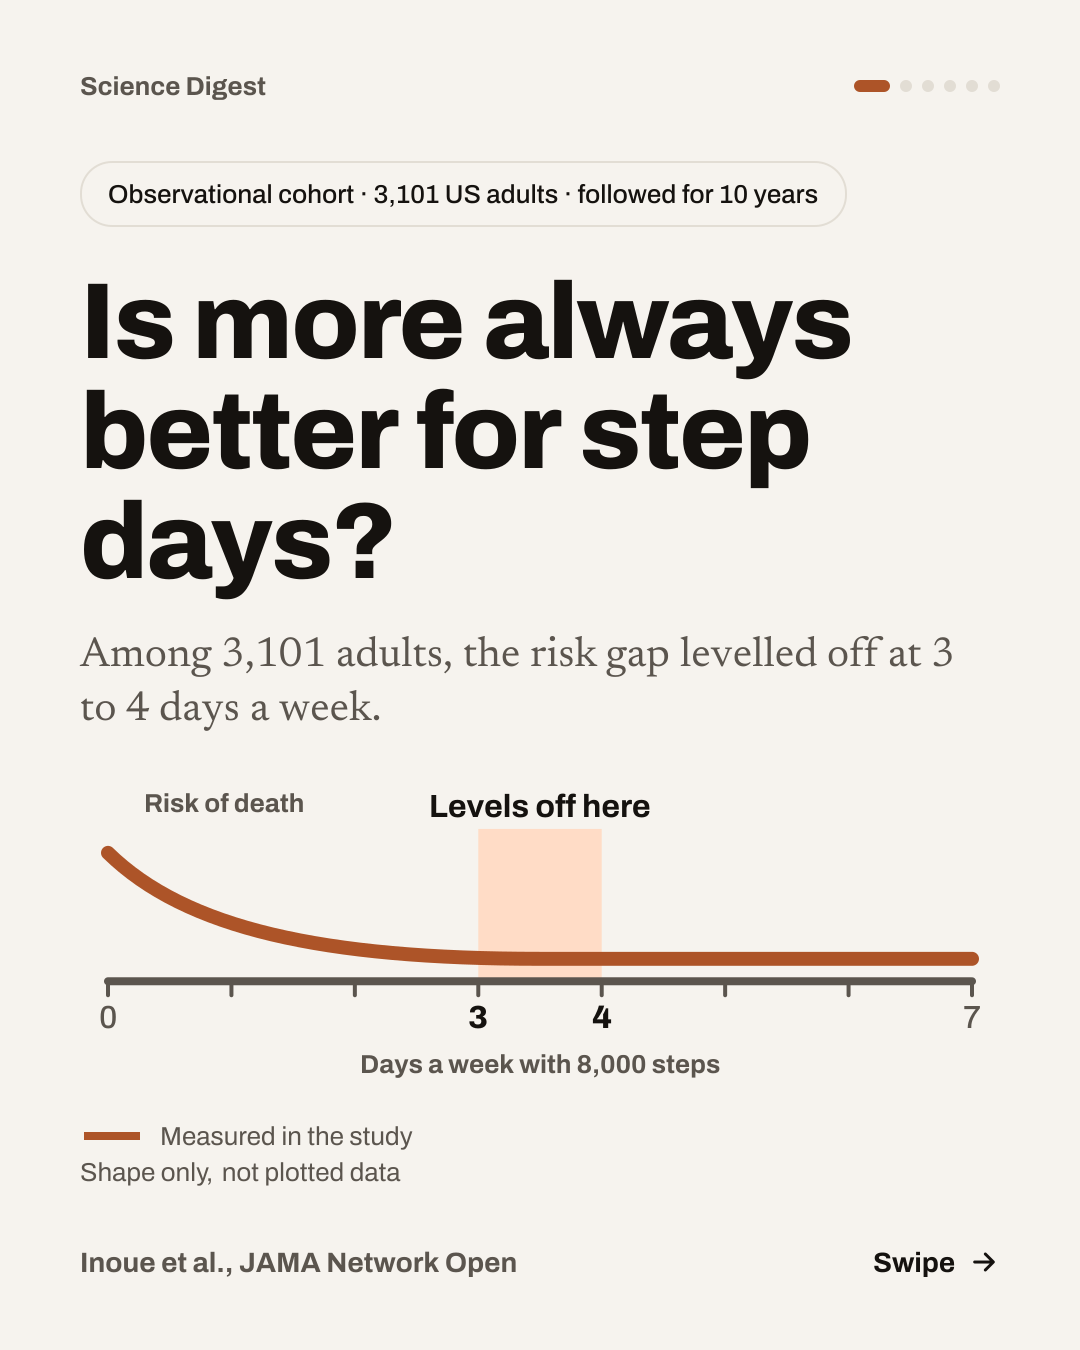 Science Digest
Observational cohort · 3,101 US adults · followed for 10 years
Is more always
better for step
days?
Among 3,101 adults, the risk gap levelled off at 3
to 4 days a week.
Risk of death
Levels off here
0 3 4 7
Days a week with 8,000 steps
Measured in the study
Shape only, not plotted data
Inoue et al., JAMA Network Open
Swipe →